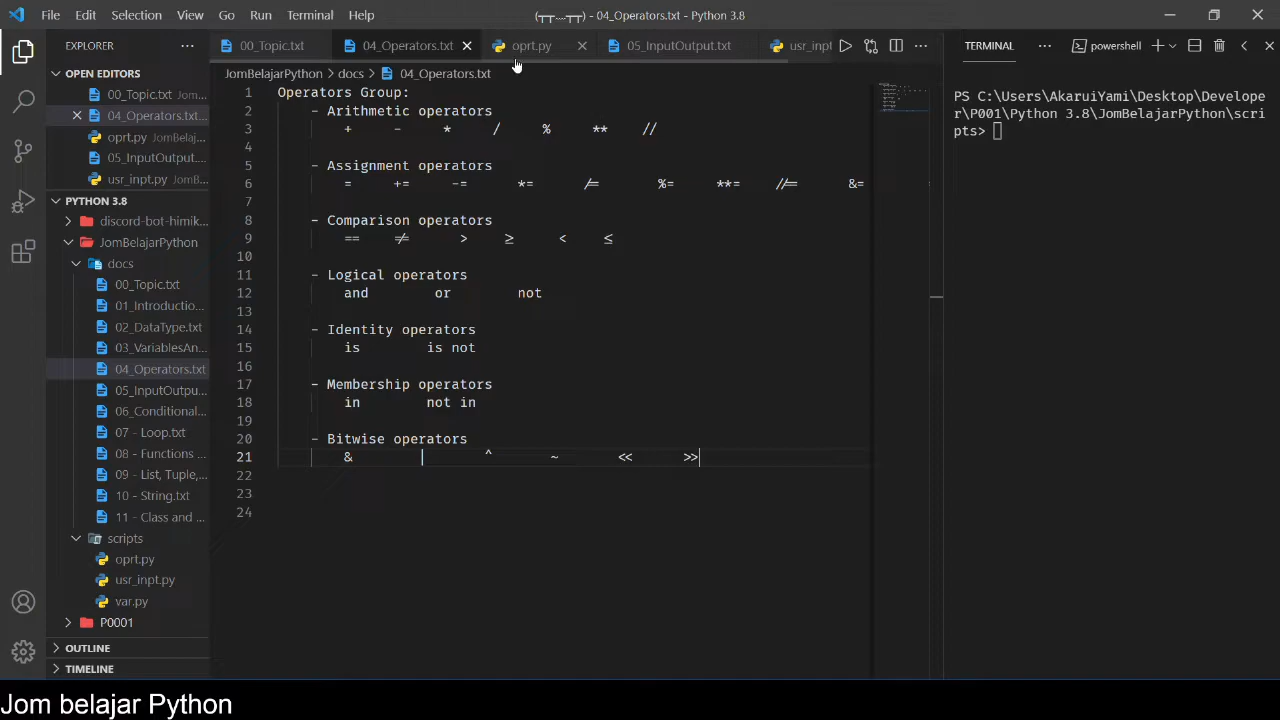 File Edit Selection View Go Run Terminal Help
(┬┬﹏┬┬) - 04_Operators.txt - Python 3.8
EXPLORER
OPEN EDITORS
00_Topic.txt Jom...
04_Operators.txt...
oprt.py JomBelaj...
05_InputOutput....
usr_inpt.py JomB...
PYTHON 3.8
discord-bot-himik...
JomBelajarPython
docs
00_Topic.txt
01_Introductio...
02_DataType.txt
03_VariablesAn...
04_Operators.txt
05_InputOutpu...
06_Conditional...
07 - Loop.txt
08 - Functions ...
09 - List, Tuple,...
10 - String.txt
11 - Class and ...
scripts
oprt.py
usr_inpt.py
var.py
P0001
OUTLINE
TIMELINE
00_Topic.txt 04_Operators.txt oprt.py 05_InputOutput.txt usr_inpt
JomBelajarPython > docs > 04_Operators.txt
1 Operators Group:
2 - Arithmetic operators
3 + - * / % ** //
4
5 - Assignment operators
6 = += -= *= /= %= **= //= &=
7
8 - Comparison operators
9 == != > >= < <=
10
11 - Logical operators
12 and or not
13
14 - Identity operators
15 is is not
16
17 - Membership operators
18 in not in
19
20 - Bitwise operators
21 & | ^ ~ << >>
22
23
24
TERMINAL
powershell
PS C:\Users\AkaruiYami\Desktop\Develope
r\P001\Python 3.8\JomBelajarPython\scri
pts>
Jom belajar Python